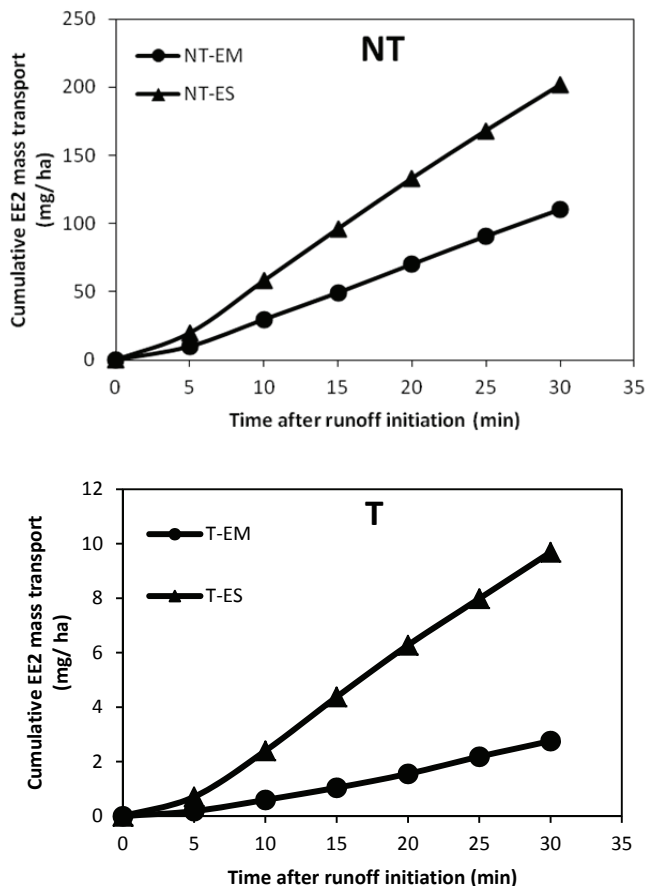 NT
NT-EM
NT-ES
250
200
150
100
50
0
Cumulative EE2 mass transport
(mg/ ha)
0 5 10 15 20 25 30 35
Time after runoff initiation (min)
T
T-EM
T-ES
12
10
8
6
4
2
0
Cumulative EE2 mass transport
(mg/ ha)
0 5 10 15 20 25 30 35
Time after runoff initiation (min)